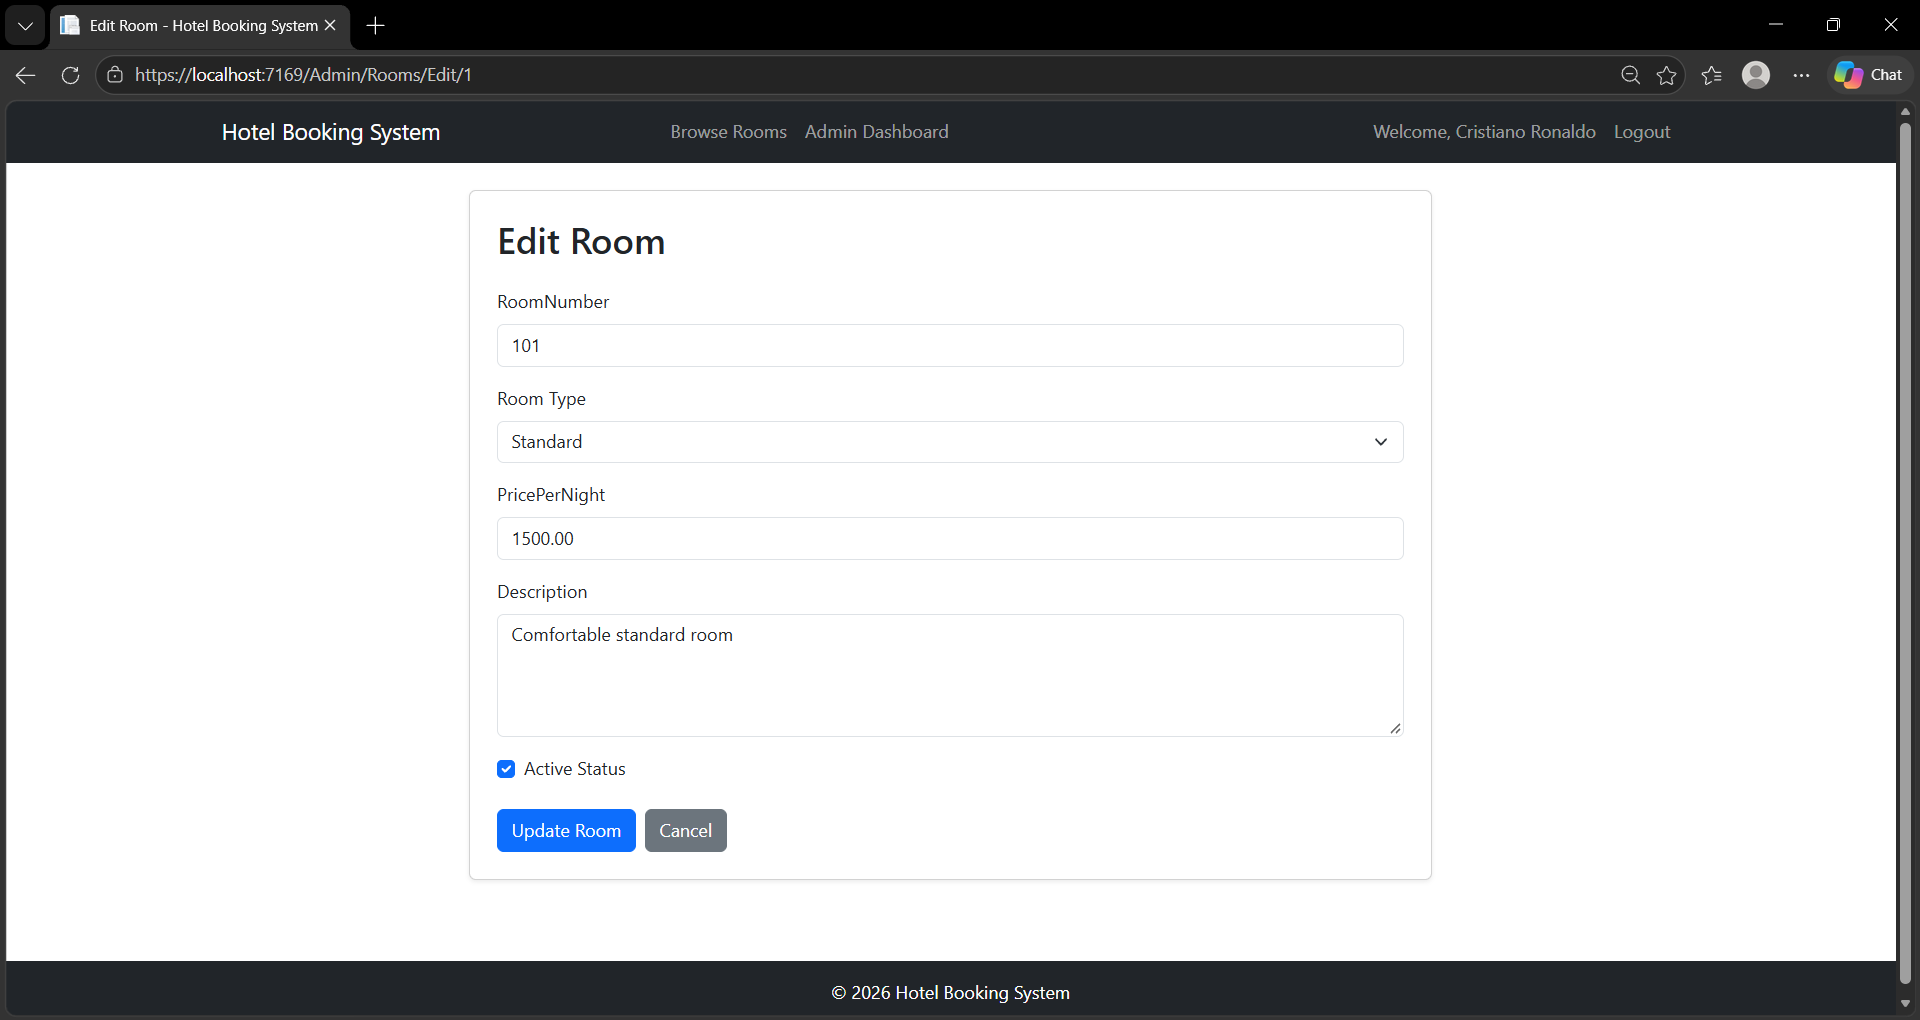 Edit Room - Hotel Booking System
https://localhost:7169/Admin/Rooms/Edit/1
Chat
Hotel Booking System
Browse Rooms
Admin Dashboard
Welcome, Cristiano Ronaldo
Logout
Edit Room
RoomNumber
101
Room Type
Standard
PricePerNight
1500.00
Description
Comfortable standard room
Active Status
Update Room
Cancel
© 2026 Hotel Booking System